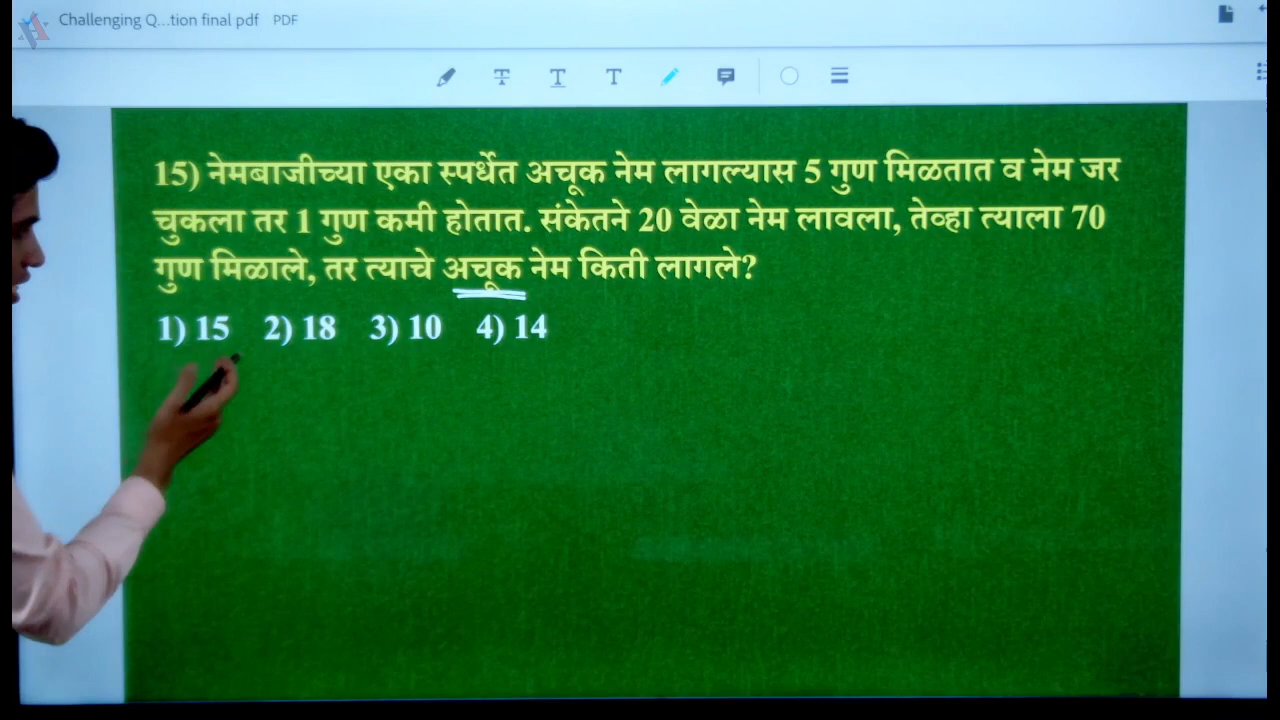 Challenging Q...tion final pdf PDF
15) नेमबाजीच्या एका स्पर्धेत अचूक नेम लागल्यास 5 गुण मिळतात व नेम जर
चुकला तर 1 गुण कमी होतात. संकेतने 20 वेळा नेम लावला, तेव्हा त्याला 70
गुण मिळाले, तर त्याचे अचूक नेम किती लागले?
1) 15 2) 18 3) 10 4) 14